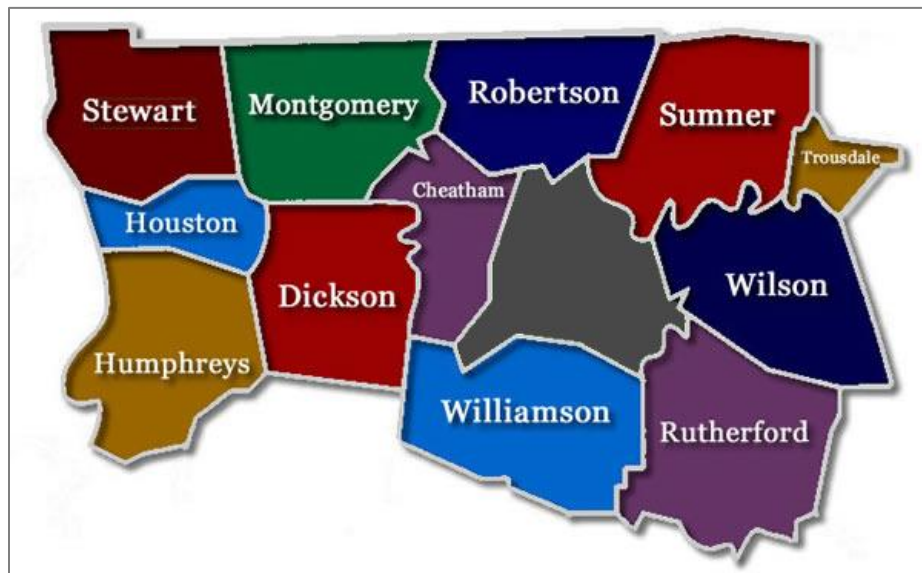 Stewart
Montgomery
Robertson
Sumner
Trousdale
Cheatham
Houston
Dickson
Wilson
Humphreys
Williamson
Rutherford